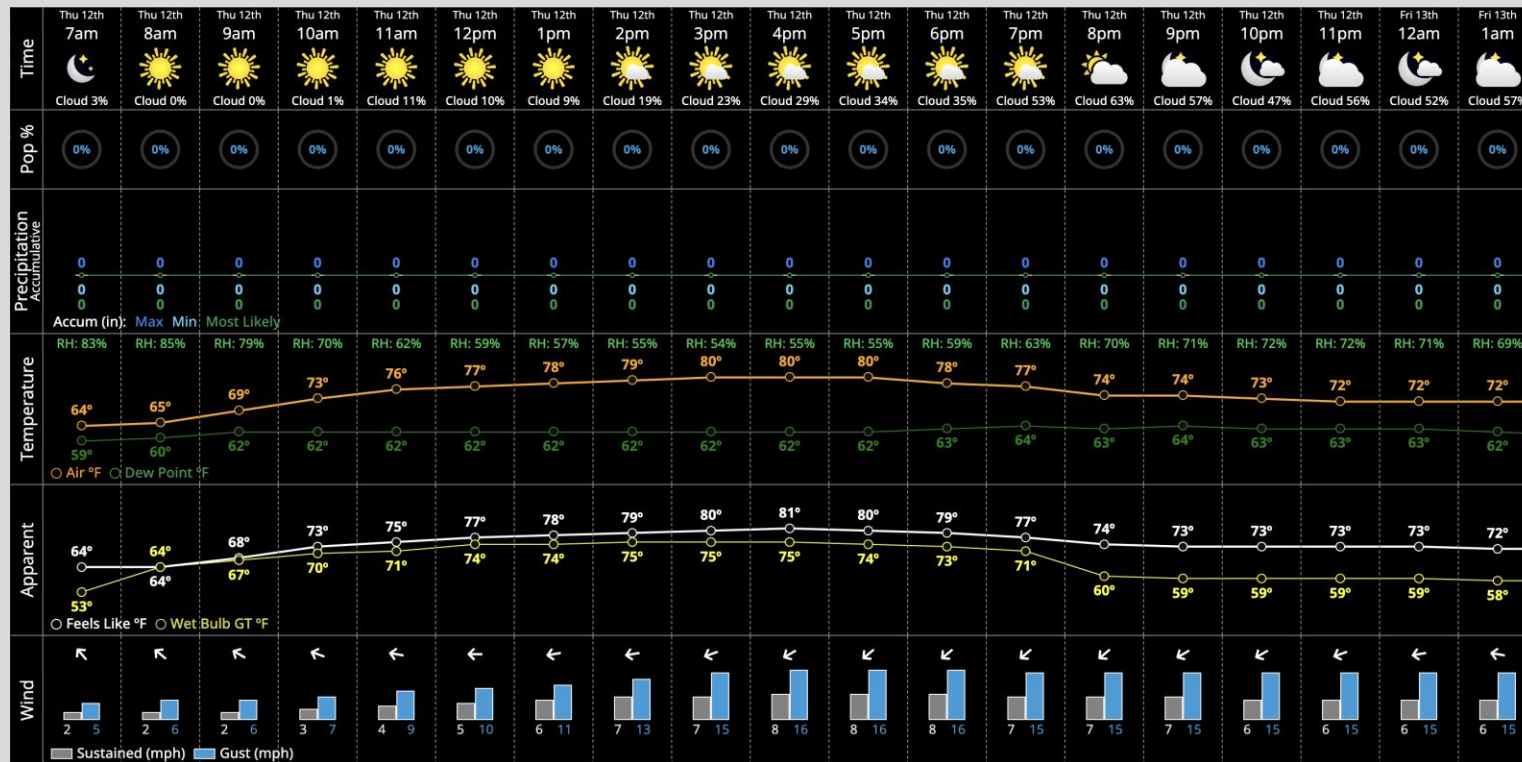 Time
Thu 12th Thu 12th Thu 12th Thu 12th Thu 12th Thu 12th Thu 12th Thu 12th Thu 12th Thu 12th Thu 12th Thu 12th Thu 12th Thu 12th Thu 12th Thu 12th Thu 12th Fri 13th Fri 13th
7am 8am 9am 10am 11am 12pm 1pm 2pm 3pm 4pm 5pm 6pm 7pm 8pm 9pm 10pm 11pm 12am 1am
Cloud 3% Cloud 0% Cloud 0% Cloud 1% Cloud 11% Cloud 10% Cloud 9% Cloud 19% Cloud 23% Cloud 29% Cloud 34% Cloud 35% Cloud 53% Cloud 63% Cloud 57% Cloud 47% Cloud 56% Cloud 52% Cloud 57%
Pop %
0% 0% 0% 0% 0% 0% 0% 0% 0% 0% 0% 0% 0% 0% 0% 0% 0% 0% 0%
Precipitation
Accumulative
0 0 0 0 0 0 0 0 0 0 0 0 0 0 0 0 0 0 0
0 0 0 0 0 0 0 0 0 0 0 0 0 0 0 0 0 0 0
0 0 0 0 0 0 0 0 0 0 0 0 0 0 0 0 0 0 0
Accum (in): Max Min Most Likely
Temperature
RH: 83% RH: 85% RH: 79% RH: 70% RH: 62% RH: 59% RH: 57% RH: 55% RH: 54% RH: 55% RH: 55% RH: 59% RH: 63% RH: 70% RH: 71% RH: 72% RH: 72% RH: 71% RH: 69%
64° 65° 69° 73° 76° 77° 78° 79° 80° 80° 80° 78° 77° 74° 74° 73° 72° 72° 72°
59° 60° 62° 62° 62° 62° 62° 62° 62° 62° 62° 63° 64° 63° 64° 63° 63° 63° 62°
Air ºF Dew Point ºF
Apparent
64° 64° 68° 73° 75° 77° 78° 79° 80° 81° 80° 79° 77° 74° 73° 73° 73° 73° 72°
53° 64° 67° 70° 71° 74° 74° 75° 75° 75° 74° 73° 71° 60° 59° 59° 59° 59° 58°
Feels Like ºF Wet Bulb GT ºF
Wind
2 5 2 6 2 6 3 7 4 9 5 10 6 11 7 13 7 15 8 16 8 16 8 16 7 15 7 15 7 15 6 15 6 15 6 15 6 15
Sustained (mph) Gust (mph)